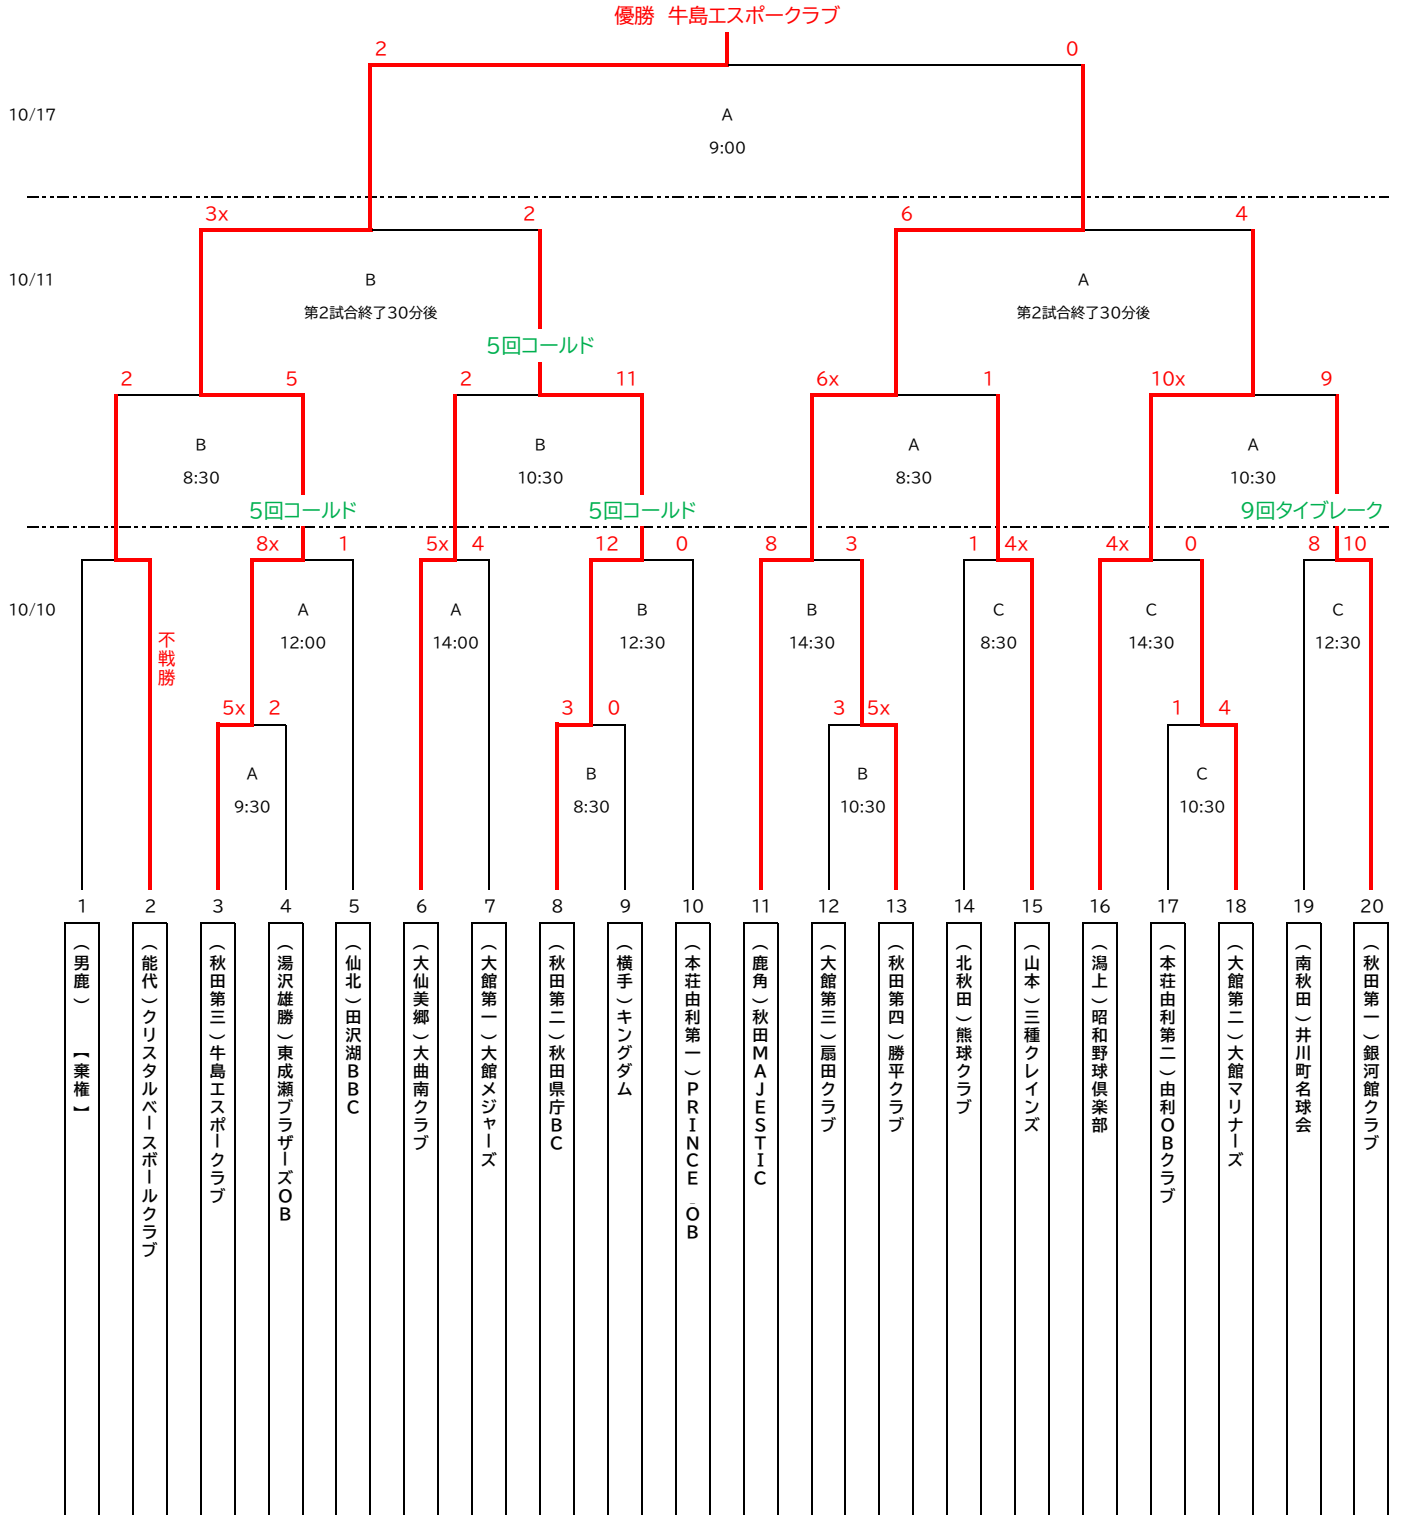 優勝 牛島エスポークラブ
2 0
10/17 A
9:00
3x 2 6 4
10/11 B A
第2試合終了30分後 第2試合終了30分後
5回コールド
2 5 2 11 6x 1 10x 9
B B A A
8:30 10:30 8:30 10:30
5回コールド 5回コールド 9回タイブレーク
8x 1 5x 4 12 0 8 3 1 4x 4x 0 8 10
10/10 A A B B C C C
12:00 14:00 12:30 14:30 8:30 14:30 12:30
不戦勝
5x 2 3 0 3 5x 1 4
A B B C
9:30 8:30 10:30 10:30
1 2 3 4 5 6 7 8 9 10 11 12 13 14 15 16 17 18 19 20
(男鹿) 【棄権】
(能代)クリスタルベースボールクラブ
(秋田第三)牛島エスポークラブ
(湯沢雄勝)東成瀬ブラザーズOB
(仙北)田沢湖BBC
(大仙美郷)大曲南クラブ
(大館第一)大館メジャーズ
(秋田第二)秋田県庁BC
(横手)キングダム
(本荘由利第一)PRINCE OB
(鹿角)秋田MAJESTIC
(大館第三)扇田クラブ
(秋田第四)勝平クラブ
(北秋田)熊球クラブ
(山本)三種クレインズ
(潟上)昭和野球倶楽部
(本荘由利第二)由利OBクラブ
(大館第二)大館マリナーズ
(南秋田)井川町名球会
(秋田第一)銀河館クラブ